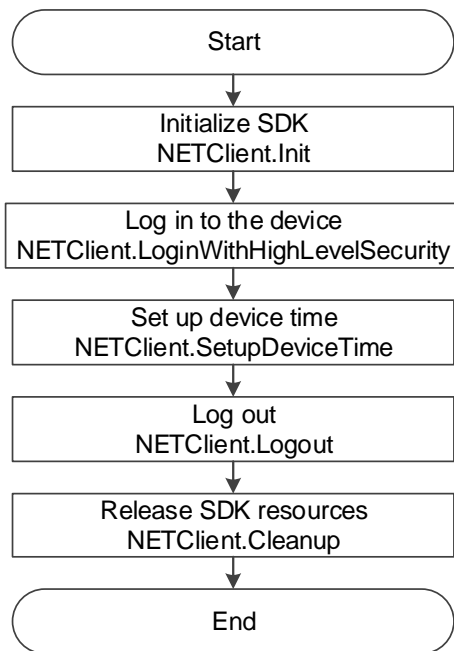 Start
Initialize SDK
NETClient.Init
Log in to the device
NETClient.LoginWithHighLevelSecurity
Set up device time
NETClient.SetupDeviceTime
Log out
NETClient.Logout
Release SDK resources
NETClient.Cleanup
End